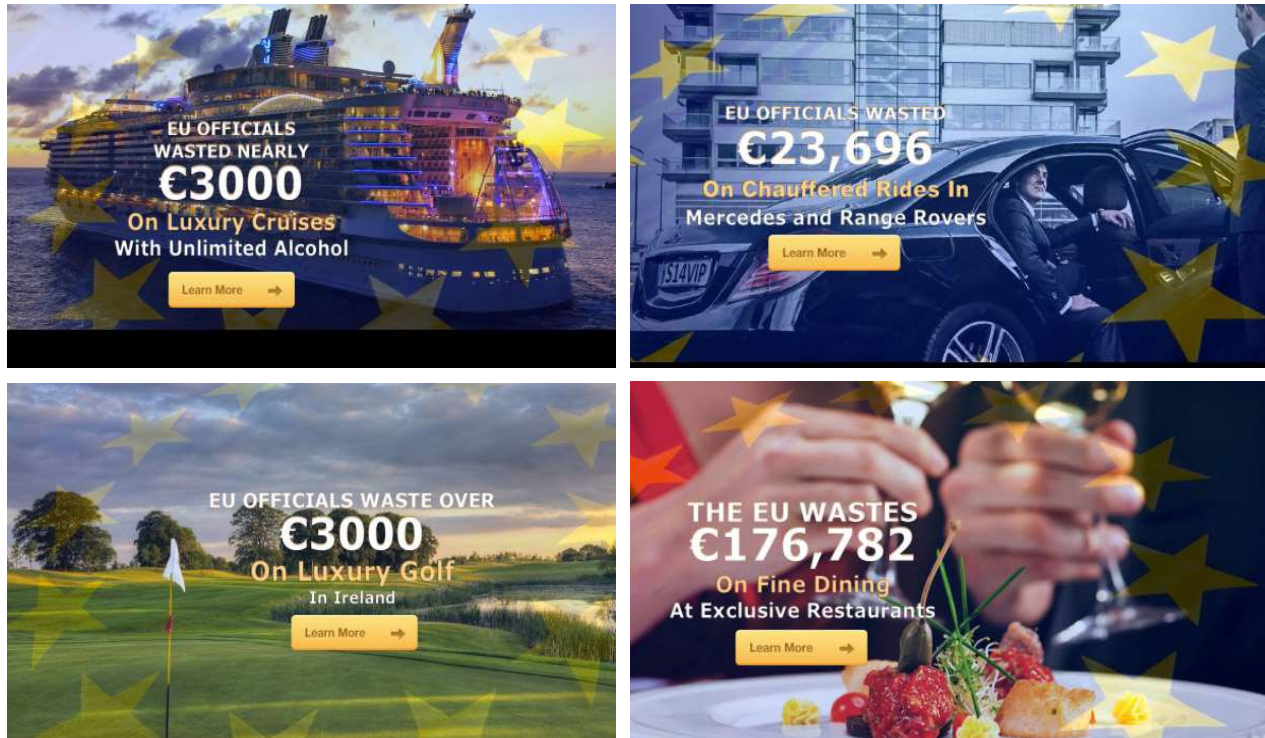 EU OFFICIALS
WASTED NEARLY
€3000
On Luxury Cruises
With Unlimited Alcohol
Learn More
EU OFFICIALS WASTED
€23,696
On Chauffered Rides In
Mercedes and Range Rovers
Learn More
S14VIP
EU OFFICIALS WASTE OVER
€3000
On Luxury Golf
In Ireland
Learn More
THE EU WASTES
€176,782
On Fine Dining
At Exclusive Restaurants
Learn More